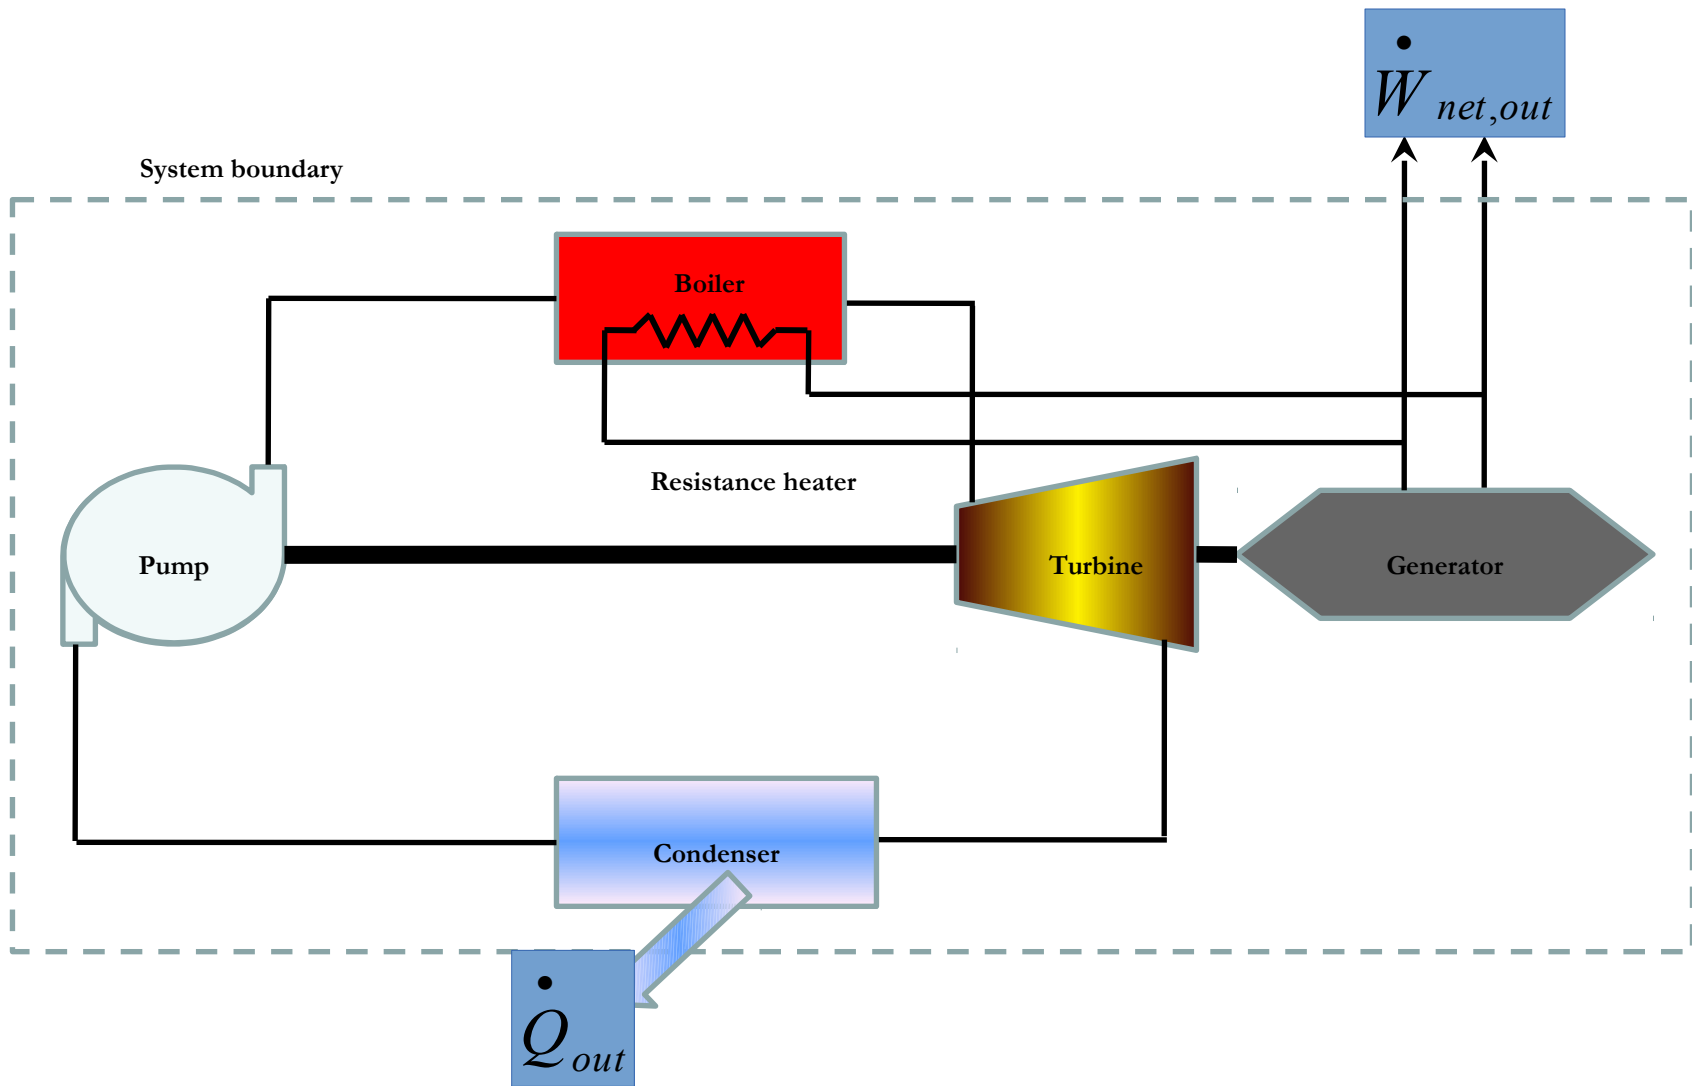 Ẇ net,out
System boundary
Boiler
Resistance heater
Pump
Turbine
Generator
Condenser
Q̇ out